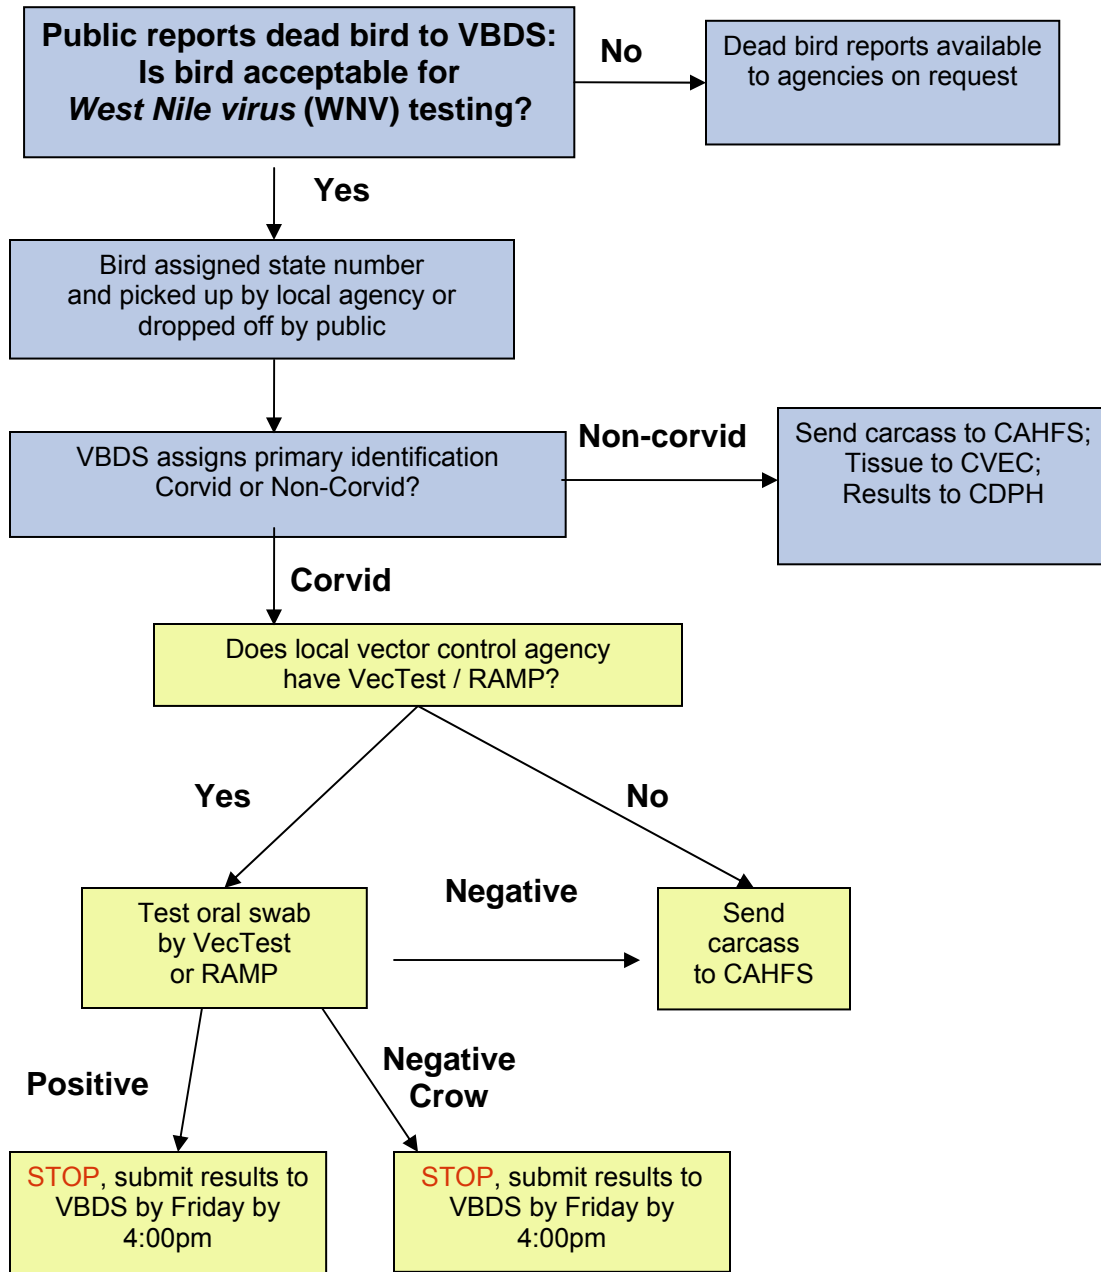 Public reports dead bird to VBDS:
Is bird acceptable for
West Nile virus (WNV) testing?
No
Dead bird reports available
to agencies on request
Yes
Bird assigned state number
and picked up by local agency or
dropped off by public
VBDS assigns primary identification
Corvid or Non-Corvid?
Non-corvid
Send carcass to CAHFS;
Tissue to CVEC;
Results to CDPH
Corvid
Does local vector control agency
have VecTest / RAMP?
Yes
No
Test oral swab
by VecTest
or RAMP
Negative
Send
carcass
to CAHFS
Positive
Negative
Crow
STOP, submit results to
VBDS by Friday by
4:00pm
STOP, submit results to
VBDS by Friday by
4:00pm